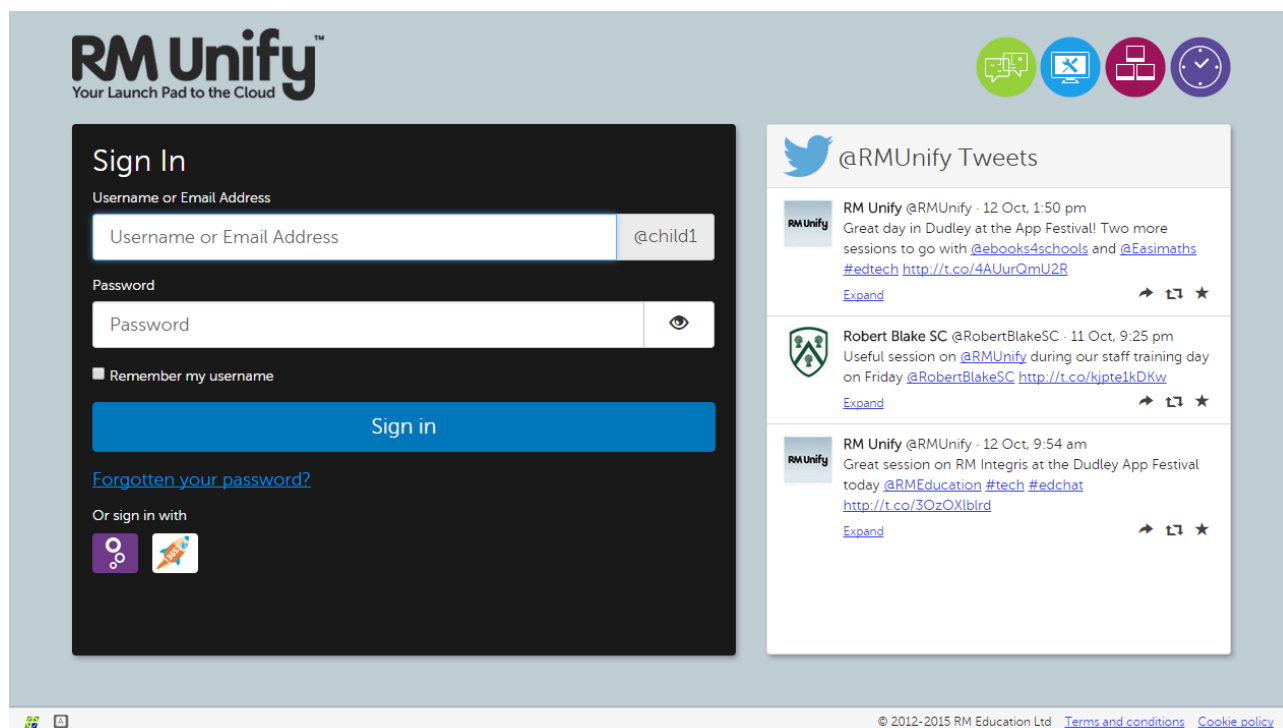 RM Unify™
Your Launch Pad to the Cloud
Sign In
Username or Email Address
Username or Email Address
@child1
Password
Password
Remember my username
Sign in
Forgotten your password?
Or sign in with
365
@RMUnify Tweets
RM Unify
RM Unify @RMUnify · 12 Oct, 1:50 pm
Great day in Dudley at the App Festival! Two more
sessions to go with @ebooks4schools and @Easimaths
#edtech http://t.co/4AUurQmU2R
Expand
Robert Blake SC @RobertBlakeSC · 11 Oct, 9:25 pm
Useful session on @RMUnify during our staff training day
on Friday @RobertBlakeSC http://t.co/kjpte1kDKw
Expand
RM Unify
RM Unify @RMUnify · 12 Oct, 9:54 am
Great session on RM Integris at the Dudley App Festival
today @RMEducation #tech #edchat
http://t.co/3OzOXlblrd
Expand
A
© 2012-2015 RM Education Ltd Terms and conditions Cookie policy